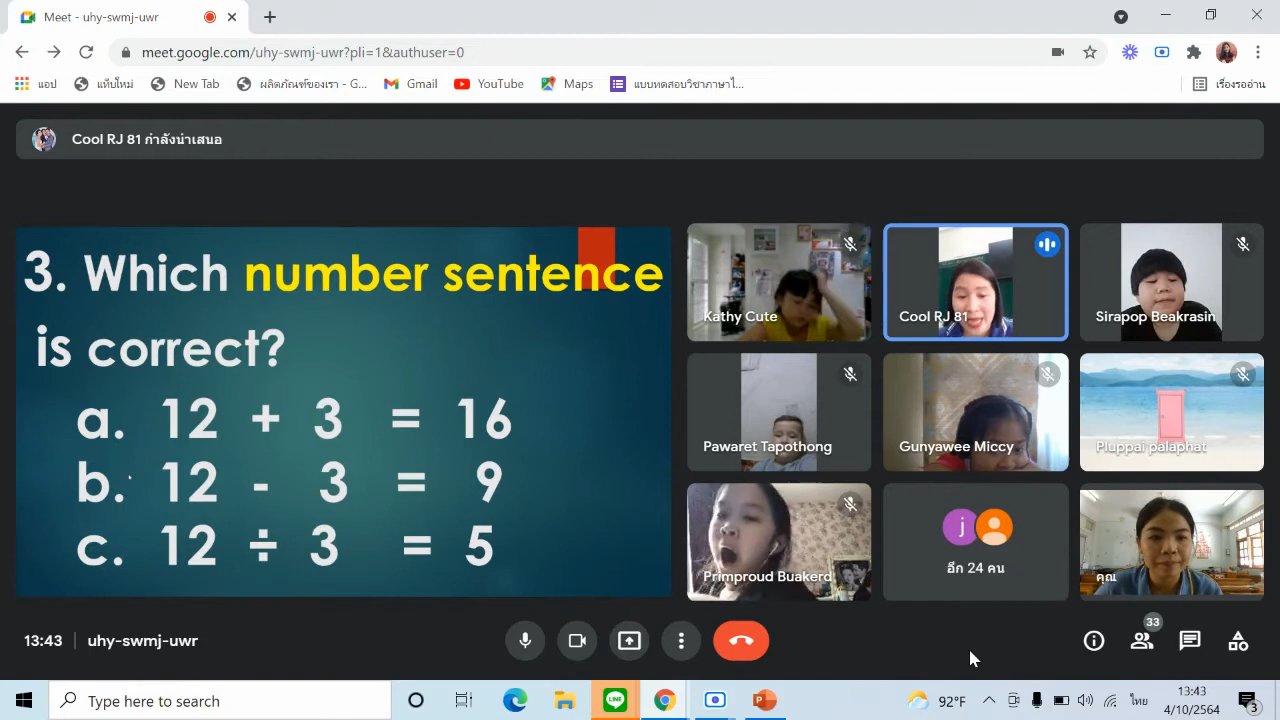 Meet - uhy-swmj-uwr
meet.google.com/uhy-swmj-uwr?pli=1&authuser=0
แอป แท็บใหม่ New Tab ผลิตภัณฑ์ของเรา - G... Gmail YouTube Maps แบบทดสอบวิชาภาษาไ... เรื่องรออ่าน
Cool RJ 81 กำลังนำเสนอ
3. Which number sentence
is correct?
a. 12 + 3 = 16
b. 12 - 3 = 9
c. 12 ÷ 3 = 5
Kathy Cute
Cool RJ 81
Sirapop Beakrasin
Pawaret Tapothong
Gunyawee Miccy
Pluppai palaphat
Primproud Buakerd
j
อีก 24 คน
คุณ
13:43 uhy-swmj-uwr
33
Type here to search
LINE
92°F
ไทย
13:43
4/10/2564
3